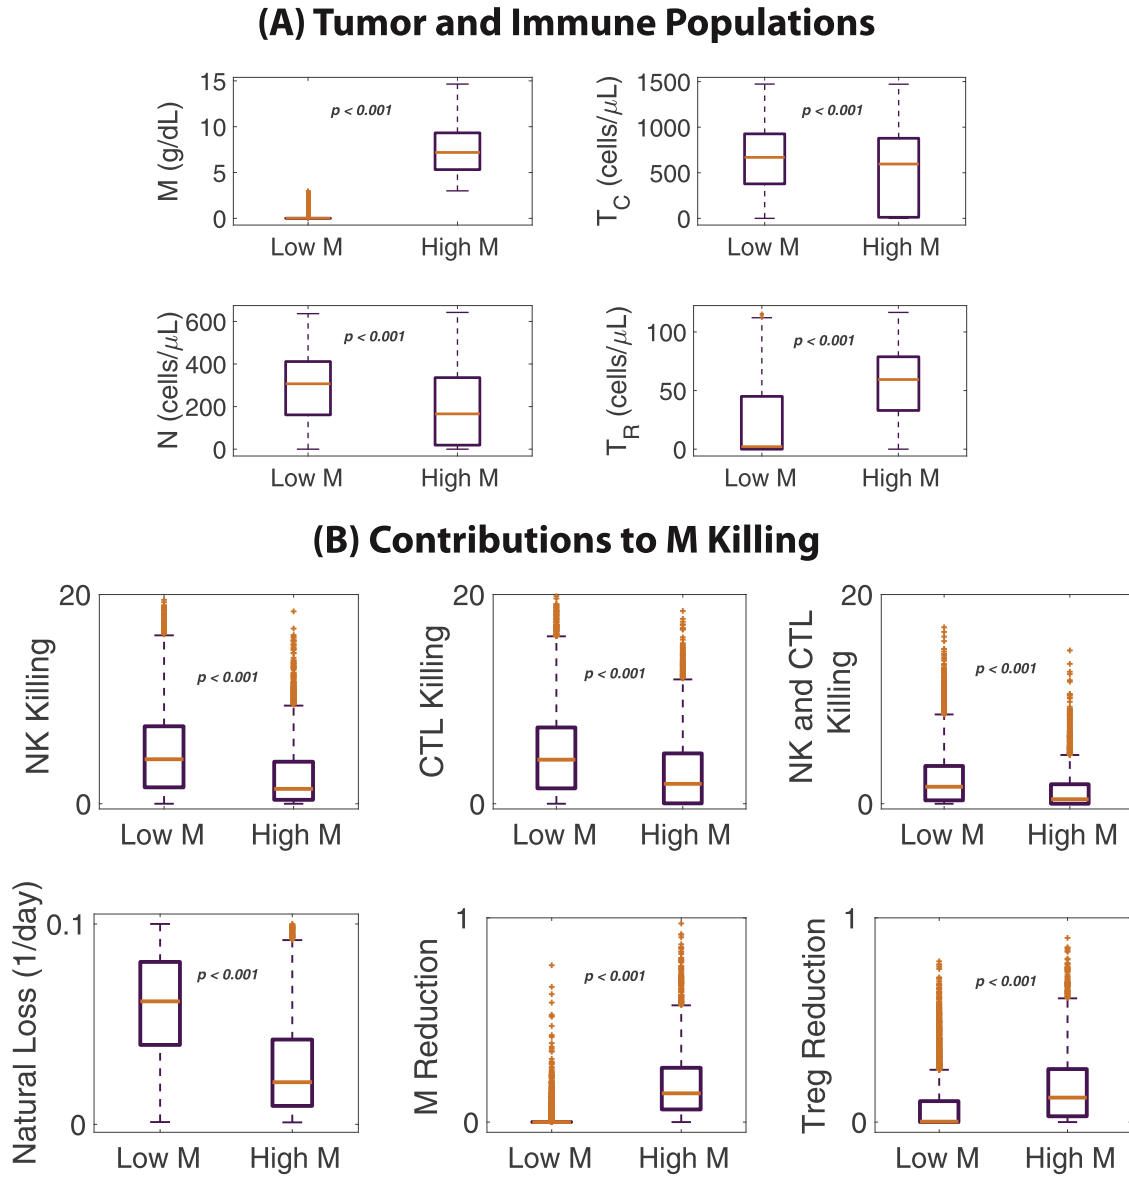 (A) Tumor and Immune Populations
M (g/dL)
15
10
5
0
p < 0.001
Low M
High M
T_C (cells/μL)
1500
1000
500
0
p < 0.001
Low M
High M
N (cells/μL)
600
400
200
0
p < 0.001
Low M
High M
T_R (cells/μL)
100
50
0
p < 0.001
Low M
High M
(B) Contributions to M Killing
NK Killing
20
0
p < 0.001
Low M
High M
CTL Killing
20
0
p < 0.001
Low M
High M
NK and CTL
Killing
20
0
p < 0.001
Low M
High M
Natural Loss (1/day)
0.1
0
p < 0.001
Low M
High M
M Reduction
1
0
p < 0.001
Low M
High M
Treg Reduction
1
0
p < 0.001
Low M
High M